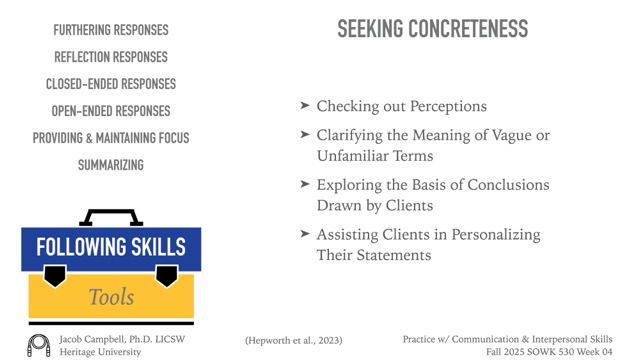 FURTHERING RESPONSES
REFLECTION RESPONSES
CLOSED-ENDED RESPONSES
OPEN-ENDED RESPONSES
PROVIDING & MAINTAINING FOCUS
SUMMARIZING
FOLLOWING SKILLS
Tools
SEEKING CONCRETENESS
➤ Checking out Perceptions
➤ Clarifying the Meaning of Vague or
Unfamiliar Terms
➤ Exploring the Basis of Conclusions
Drawn by Clients
➤ Assisting Clients in Personalizing
Their Statements
Jacob Campbell, Ph.D. LICSW
Heritage University
(Hepworth et al., 2023)
Practice w/ Communication & Interpersonal Skills
Fall 2025 SOWK 530 Week 04